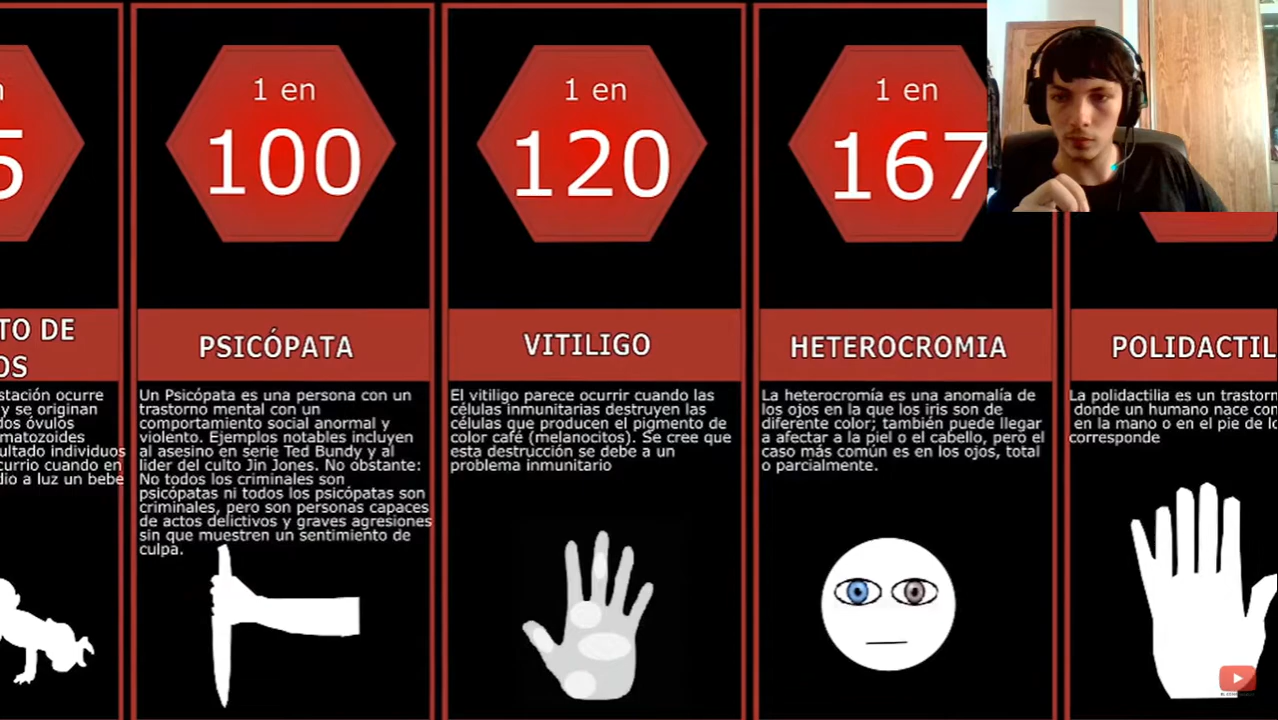 n
5
TO DE
OS
stación ocurre
y se originan
dos óvulos
matozoides
ultado individuos
currio cuando en
dio a luz un bebe
1 en
100
PSICÓPATA
Un Psicópata es una persona con un
trastorno mental con un
comportamiento social anormal y
violento. Ejemplos notables incluyen
al asesino en serie Ted Bundy y al
lider del culto Jin Jones. No obstante:
No todos los criminales son
psicópatas ni todos los psicópatas son
criminales, pero son personas capaces
de actos delictivos y graves agresiones
sin que muestren un sentimiento de
culpa.
1 en
120
VITILIGO
El vitiligo parece ocurrir cuando las
células inmunitarias destruyen las
células que producen el pigmento de
color café (melanocitos). Se cree que
esta destrucción se debe a un
problema inmunitario
1 en
167
HETEROCROMIA
La heterocromía es una anomalía de
los ojos en la que los iris son de
diferente color; también puede llegar
a afectar a la piel o el cabello, pero el
caso más común es en los ojos, total
o parcialmente.
POLIDACTIL
La polidactilia es un trastorn
donde un humano nace con
en la mano o en el pie de lo
corresponde